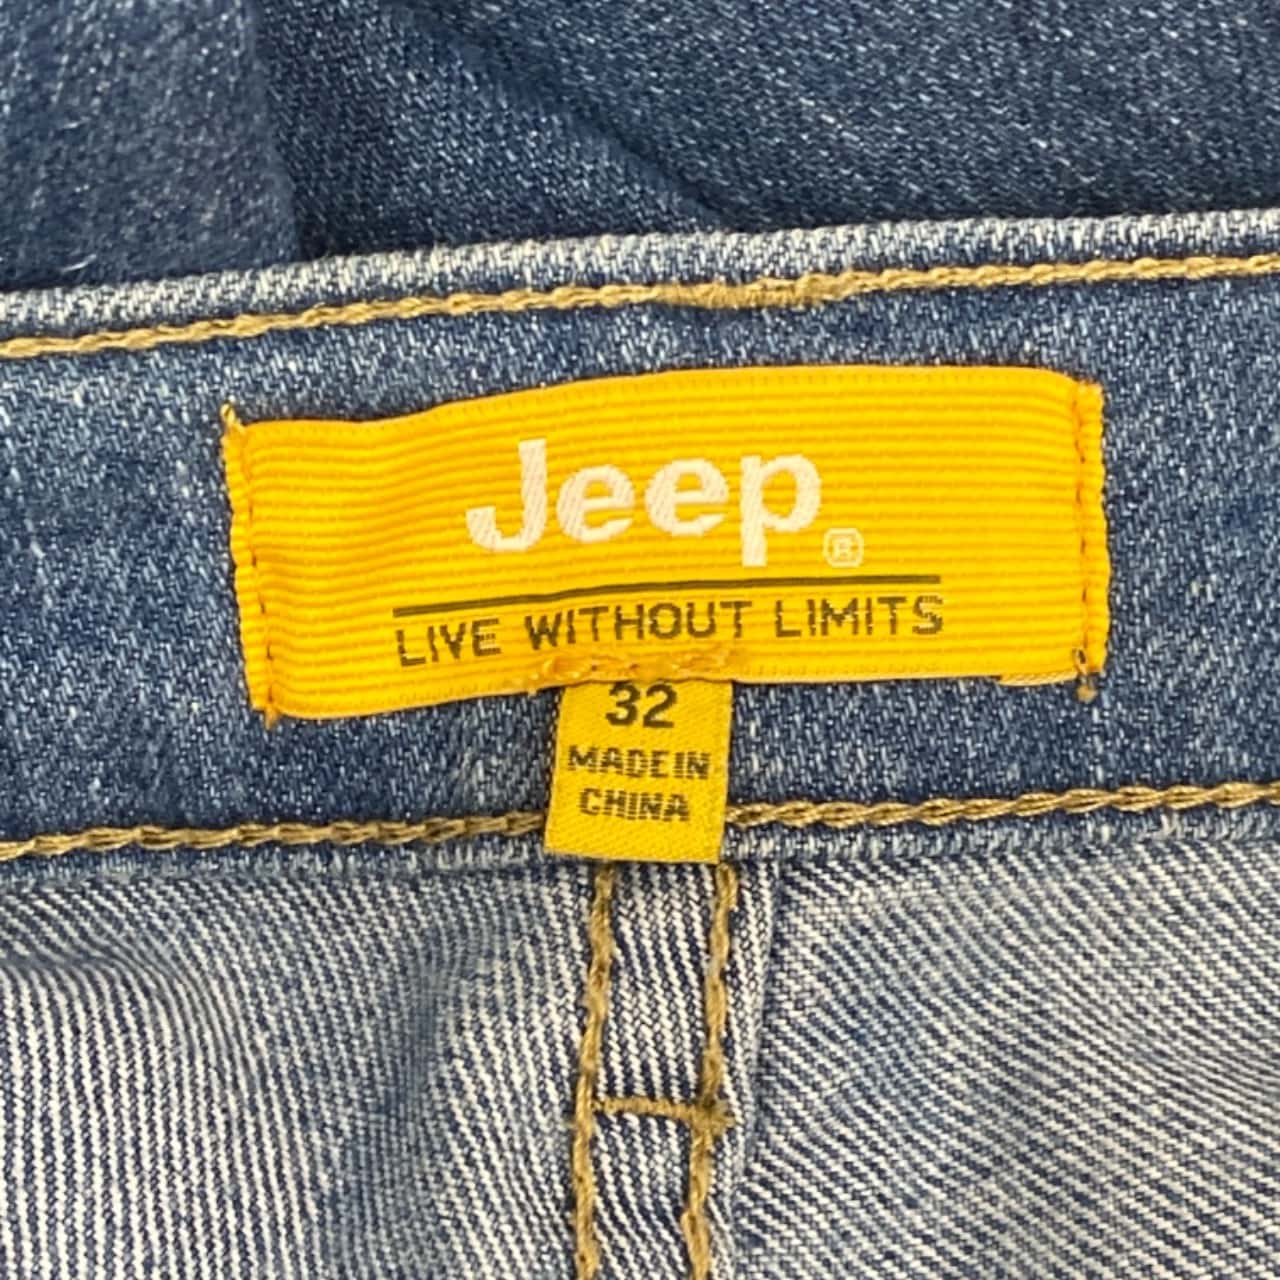 Jeep®
LIVE WITHOUT LIMITS
32
MADE IN
CHINA